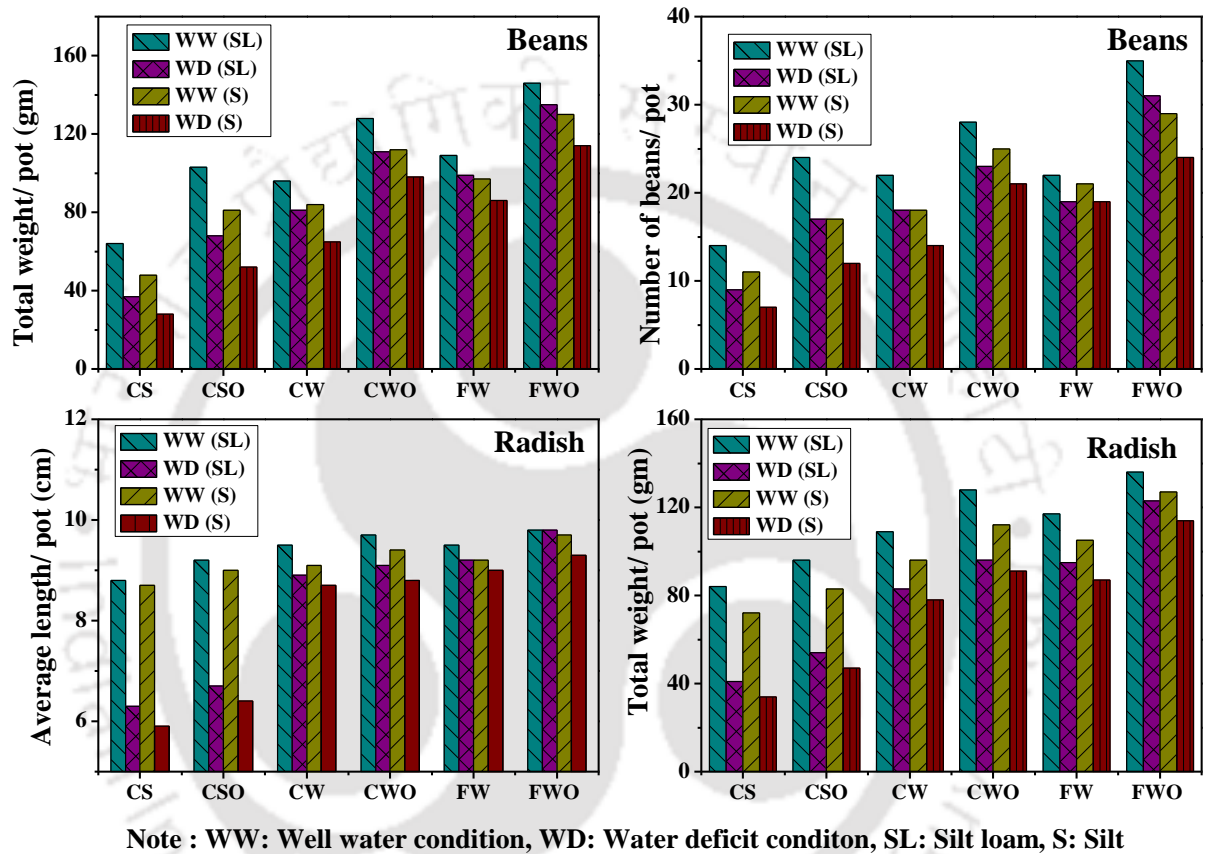 Beans
WW (SL)
WD (SL)
WW (S)
WD (S)
Total weight/ pot (gm)
160
120
80
40
0
CS CSO CW CWO FW FWO
Beans
WW (SL)
WD (SL)
WW (S)
WD (S)
Number of beans/ pot
40
30
20
10
0
CS CSO CW CWO FW FWO
Radish
WW (SL)
WD (SL)
WW (S)
WD (S)
Average length/ pot (cm)
12
10
8
6
CS CSO CW CWO FW FWO
Radish
WW (SL)
WD (SL)
WW (S)
WD (S)
Total weight/ pot (gm)
160
120
80
40
0
CS CSO CW CWO FW FWO
Note : WW: Well water condition, WD: Water deficit conditon, SL: Silt loam, S: Silt